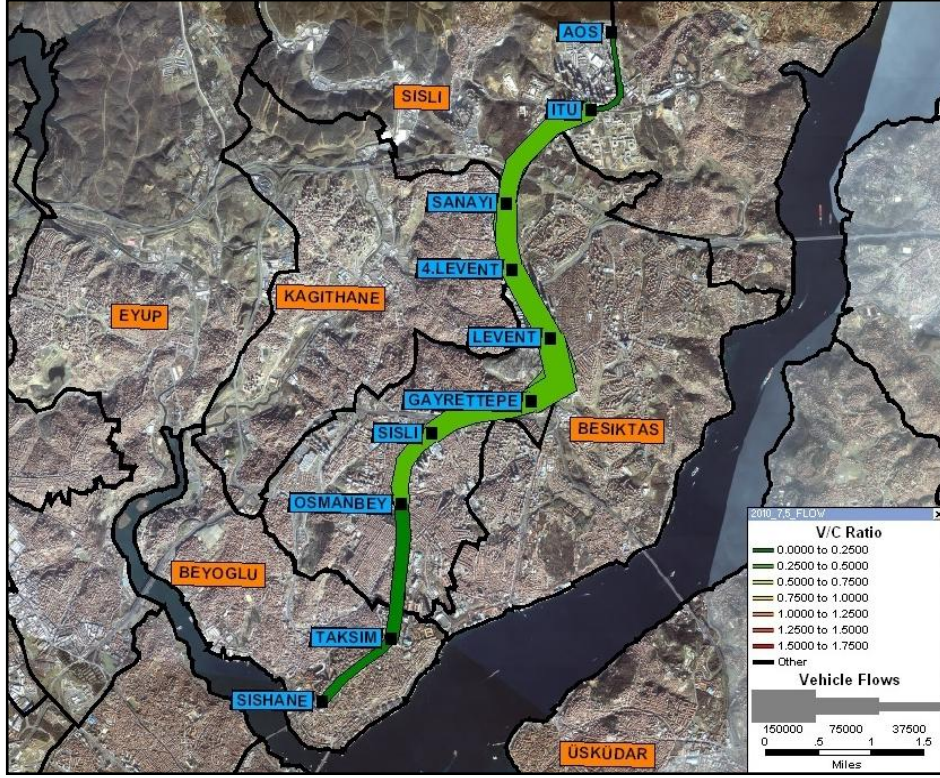 AOS
SISLI
ITÜ
SANAYI
4.LEVENT
KAGITHANE
EYUP
LEVENT
GAYRETTEPE
SISLI
BESIKTAS
OSMANBEY
BEYOGLU
TAKSIM
SISHANE
ÜSKÜDAR
2010_7,5_FLOW
V/C Ratio
0.0000 to 0.2500
0.2500 to 0.5000
0.5000 to 0.7500
0.7500 to 1.0000
1.0000 to 1.2500
1.2500 to 1.5000
1.5000 to 1.7500
Other
Vehicle Flows
150000 75000 37500
0 .5 1 1.5
Miles